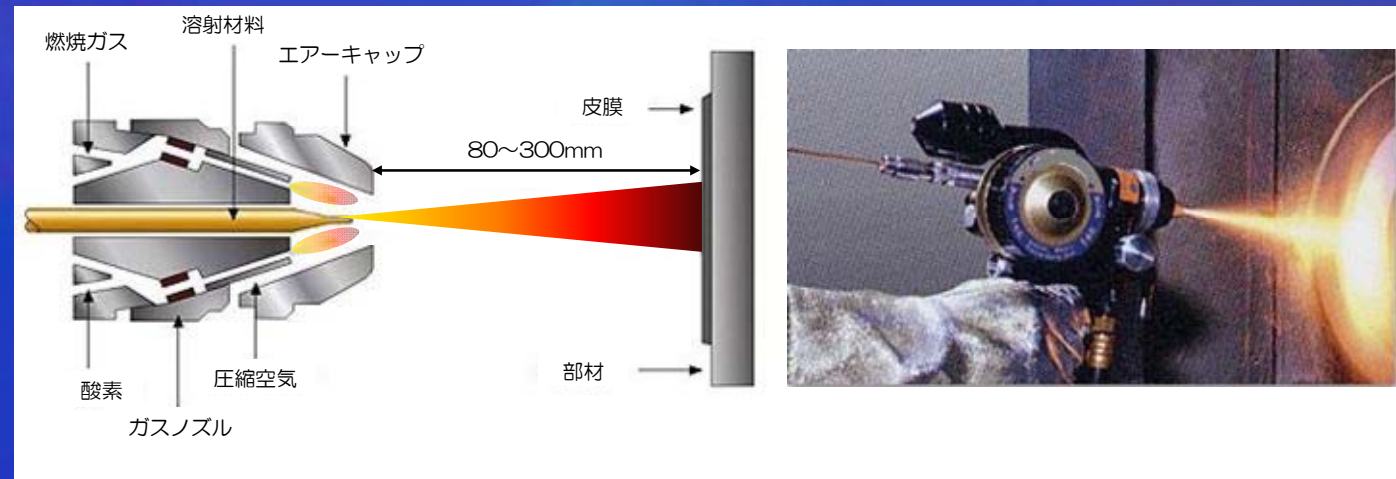 溶射材料
燃焼ガス
エアーキャップ
皮膜
80～300mm
部材
圧縮空気
酸素
ガスノズル